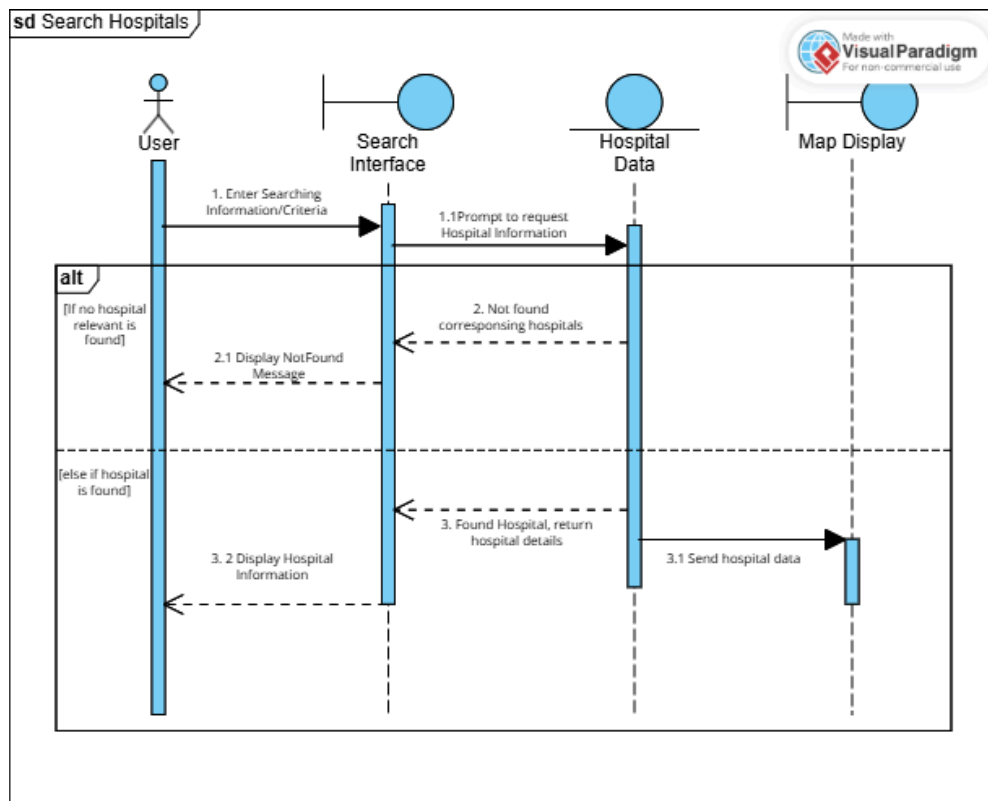 sd Search Hospitals
Made with
Visual Paradigm
For non-commercial use
User
Search
Interface
Hospital
Data
Map Display
1. Enter Searching
Information/Criteria
1.1Prompt to request
Hospital Information
alt
[If no hospital
relevant is
found]
2. Not found
corresponsing hospitals
2.1 Display NotFound
Message
[else if hospital
is found]
3. Found Hospital, return
hospital details
3.1 Send hospital data
3. 2 Display Hospital
Information